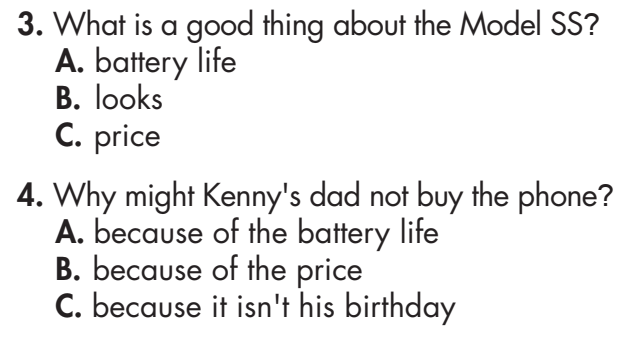 3. What is a good thing about the Model SS?
A. battery life
B. looks
C. price
4. Why might Kenny's dad not buy the phone?
A. because of the battery life
B. because of the price
C. because it isn't his birthday